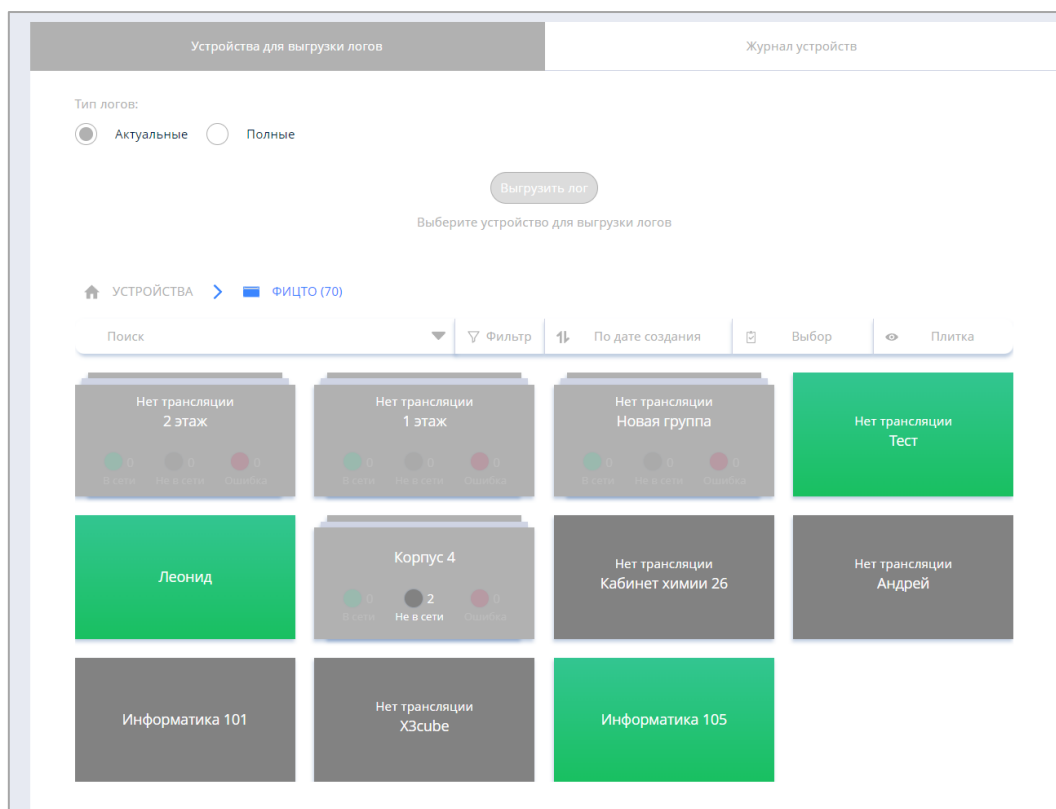 Устройства для выгрузки логов
Журнал устройств
Тип логов:
Актуальные
Полные
Выгрузить лог
Выберите устройство для выгрузки логов
УСТРОЙСТВА
ФИЦТО (70)
Поиск
Фильтр
По дате создания
Выбор
Плитка
Нет трансляции
2 этаж
0
0
0
В сети
Не в сети
Ошибка
Нет трансляции
1 этаж
0
0
0
В сети
Не в сети
Ошибка
Нет трансляции
Новая группа
0
0
0
В сети
Не в сети
Ошибка
Нет трансляции
Тест
Леонид
Корпус 4
0
2
0
В сети
Не в сети
Ошибка
Нет трансляции
Кабинет химии 26
Нет трансляции
Андрей
Информатика 101
Нет трансляции
X3cube
Информатика 105